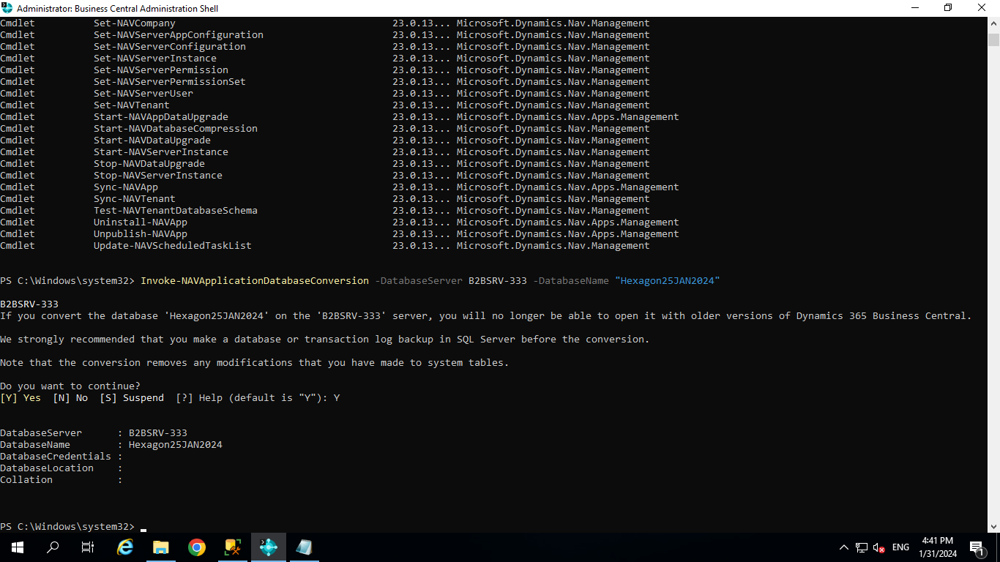 Administrator: Business Central Administration Shell
Cmdlet Set-NAVCompany 23.0.13... Microsoft.Dynamics.Nav.Management
Cmdlet Set-NAVServerAppConfiguration 23.0.13... Microsoft.Dynamics.Nav.Management
Cmdlet Set-NAVServerConfiguration 23.0.13... Microsoft.Dynamics.Nav.Management
Cmdlet Set-NAVServerInstance 23.0.13... Microsoft.Dynamics.Nav.Management
Cmdlet Set-NAVServerPermission 23.0.13... Microsoft.Dynamics.Nav.Management
Cmdlet Set-NAVServerPermissionSet 23.0.13... Microsoft.Dynamics.Nav.Management
Cmdlet Set-NAVServerUser 23.0.13... Microsoft.Dynamics.Nav.Management
Cmdlet Set-NAVTenant 23.0.13... Microsoft.Dynamics.Nav.Management
Cmdlet Start-NAVAppDataUpgrade 23.0.13... Microsoft.Dynamics.Nav.Apps.Management
Cmdlet Start-NAVDatabaseCompression 23.0.13... Microsoft.Dynamics.Nav.Management
Cmdlet Start-NAVDataUpgrade 23.0.13... Microsoft.Dynamics.Nav.Management
Cmdlet Start-NAVServerInstance 23.0.13... Microsoft.Dynamics.Nav.Management
Cmdlet Stop-NAVDataUpgrade 23.0.13... Microsoft.Dynamics.Nav.Management
Cmdlet Stop-NAVServerInstance 23.0.13... Microsoft.Dynamics.Nav.Management
Cmdlet Sync-NAVApp 23.0.13... Microsoft.Dynamics.Nav.Apps.Management
Cmdlet Sync-NAVTenant 23.0.13... Microsoft.Dynamics.Nav.Management
Cmdlet Test-NAVTenantDatabaseSchema 23.0.13... Microsoft.Dynamics.Nav.Management
Cmdlet Uninstall-NAVApp 23.0.13... Microsoft.Dynamics.Nav.Apps.Management
Cmdlet Unpublish-NAVApp 23.0.13... Microsoft.Dynamics.Nav.Apps.Management
Cmdlet Update-NAVScheduledTaskList 23.0.13... Microsoft.Dynamics.Nav.Management
PS C:\Windows\system32> Invoke-NAVApplicationDatabaseConversion -DatabaseServer B2BSRV-333 -DatabaseName "Hexagon25JAN2024"
B2BSRV-333
If you convert the database 'Hexagon25JAN2024' on the 'B2BSRV-333' server, you will no longer be able to open it with older versions of Dynamics 365 Business Central.
We strongly recommended that you make a database or transaction log backup in SQL Server before the conversion.
Note that the conversion removes any modifications that you have made to system tables.
Do you want to continue?
[Y] Yes [N] No [S] Suspend [?] Help (default is "Y"): Y
DatabaseServer : B2BSRV-333
DatabaseName : Hexagon25JAN2024
DatabaseCredentials :
DatabaseLocation :
Collation :
PS C:\Windows\system32>
ENG
4:41 PM
1/31/2024
1